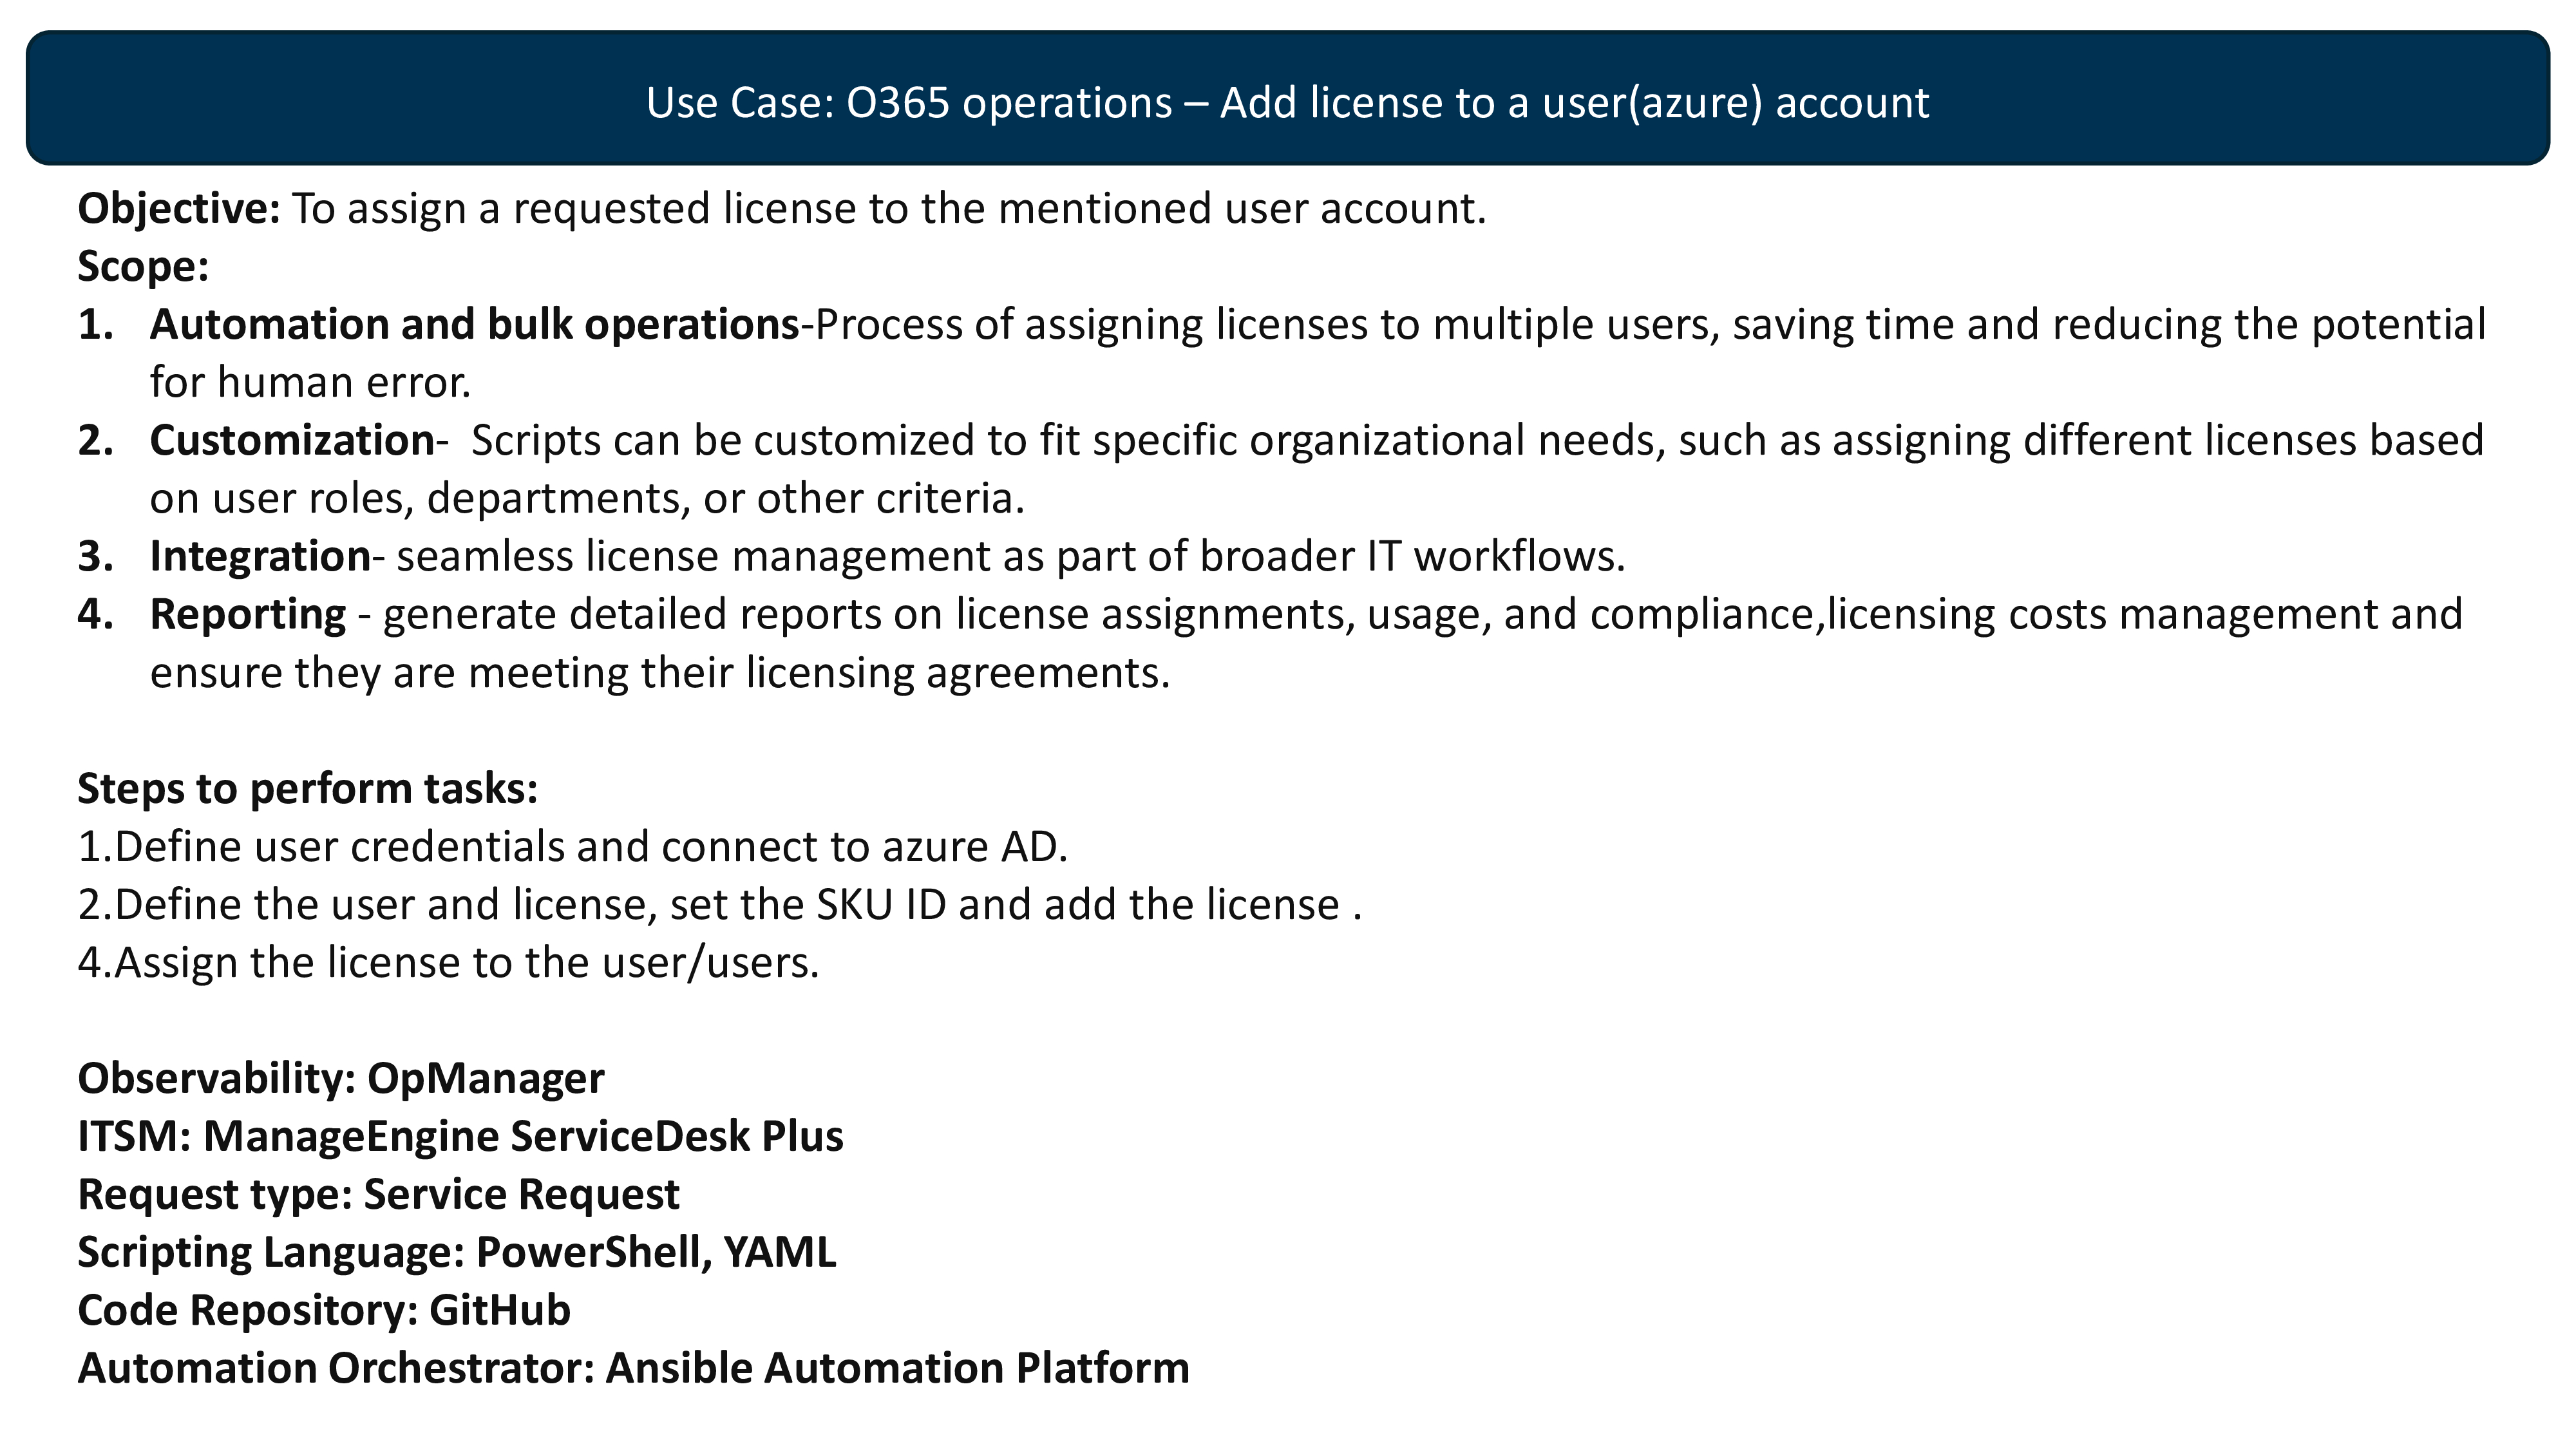 Use Case: O365 operations – Add license to a user(azure) account
Objective: To assign a requested license to the mentioned user account.
Scope:
1. Automation and bulk operations-Process of assigning licenses to multiple users, saving time and reducing the potential
for human error.
2. Customization-  Scripts can be customized to fit specific organizational needs, such as assigning different licenses based
on user roles, departments, or other criteria.
3. Integration- seamless license management as part of broader IT workflows.
4. Reporting - generate detailed reports on license assignments, usage, and compliance,licensing costs management and
ensure they are meeting their licensing agreements.
Steps to perform tasks:
1.Define user credentials and connect to azure AD.
2.Define the user and license, set the SKU ID and add the license .
4.Assign the license to the user/users.
Observability: OpManager
ITSM: ManageEngine ServiceDesk Plus
Request type: Service Request
Scripting Language: PowerShell, YAML
Code Repository: GitHub
Automation Orchestrator: Ansible Automation Platform